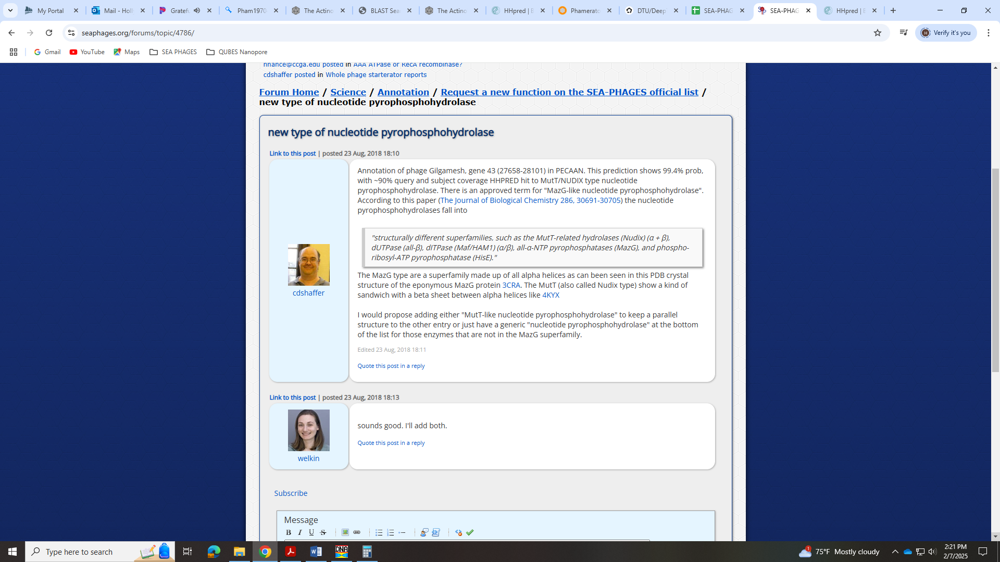 My Portal
Mail - Holl
Gratefu
Pham1970
The Actino
BLAST Sea
The Actino
HHpred | B
Phamerato
DTU/Deep
SEA-PHAG
SEA-PHAG
HHpred | B
seaphages.org/forums/topic/4786/
Verify it's you
Gmail
YouTube
Maps
SEA PHAGES
QUBES Nanopore
nhance@ccga.edu posted in AAA ATPase or RecA recombinase?
cdshaffer posted in Whole phage starterator reports
Forum Home / Science / Annotation / Request a new function on the SEA-PHAGES official list /
new type of nucleotide pyrophosphohydrolase
new type of nucleotide pyrophosphohydrolase
Link to this post | posted 23 Aug, 2018 18:10
Annotation of phage Gilgamesh, gene 43 (27658-28101) in PECAAN. This prediction shows 99.4% prob,
with ~90% query and subject coverage HHPRED hit to MutT/NUDIX type nucleotide
pyrophosphohydrolase. There is an approved term for "MazG-like nucleotide pyrophosphohydrolase".
According to this paper (The Journal of Biological Chemistry 286, 30691-30705) the nucleotide
pyrophosphohydrolases fall into
"structurally different superfamilies, such as the MutT-related hydrolases (Nudix) (α + β),
dUTPase (all-β), dITPase (Maf/HAM1) (α/β), all-α-NTP pyrophosphatases (MazG), and phospho-
ribosyl-ATP pyrophosphatase (HisE)."
The MazG type are a superfamily made up of all alpha helices as can been seen in this PDB crystal
structure of the eponymous MazG protein 3CRA. The MutT (also called Nudix type) show a kind of
sandwich with a beta sheet between alpha helices like 4KYX
I would propose adding either "MutT-like nucleotide pyrophosphohydrolase" to keep a parallel
structure to the other entry or just have a generic "nucleotide pyrophosphohydrolase" at the bottom
of the list for those enzymes that are not in the MazG superfamily.
Edited 23 Aug, 2018 18:11
Quote this post in a reply
cdshaffer
Link to this post | posted 23 Aug, 2018 18:13
sounds good. I'll add both.
Quote this post in a reply
welkin
Subscribe
Message
B I U S
Type here to search
DNA
1
75°F Mostly cloudy
2:21 PM
2/7/2025